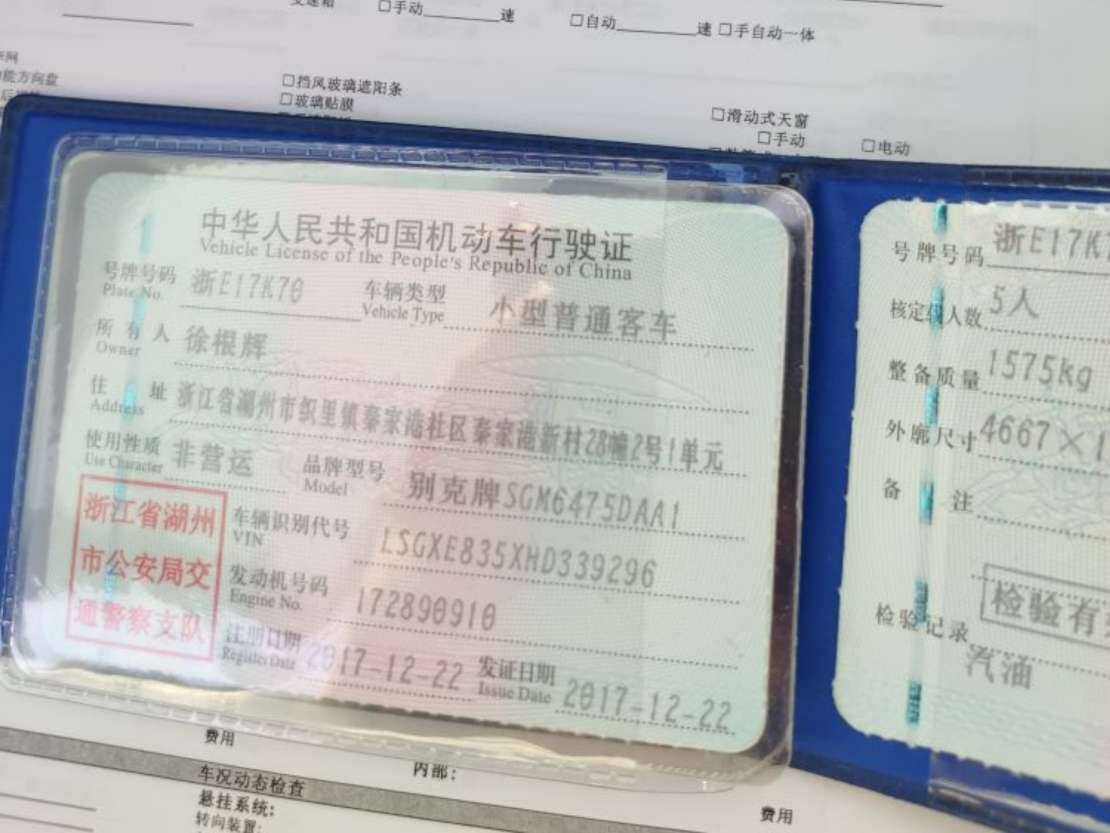 □手动 速 □自动 速 □手自动一体
□挡风玻璃遮阳条
□玻璃贴膜
□滑动式天窗
□手动 □电动
中华人民共和国机动车行驶证
Vehicle License of the People's Republic of China
号牌号码 浙E17K70 车辆类型 小型普通客车
Plate No. Vehicle Type
所有人 徐根辉
Owner
住址 浙江省湖州市织里镇秦家港社区秦家港新村28幢2号1单元
Address
使用性质 非营运 品牌型号 别克牌SGM6475DAA1
Use Character Model
浙江省湖州
市公安局交
通警察支队
车辆识别代号 LSGXE835XHD339296
VIN
发动机号码 172890910
Engine No.
注册日期 2017-12-22 发证日期 2017-12-22
Register Date Issue Date
号牌号码 浙E17K
核定 人数 5人
整备质量 1575kg
外廓尺寸 4667×1
备注
检验有
检验记录
汽油
费用
车况动态检查 内部：
悬挂系统：
转向装置：
费用